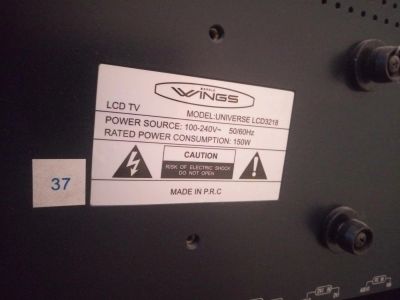 WINGS
LCD TV
MODEL:UNIVERSE LCD3218
POWER SOURCE: 100-240V~ 50/60Hz
RATED POWER CONSUMPTION: 150W
CAUTION
RISK OF ELECTRIC SHOCK
DO NOT OPEN
MADE IN P.R.C
37